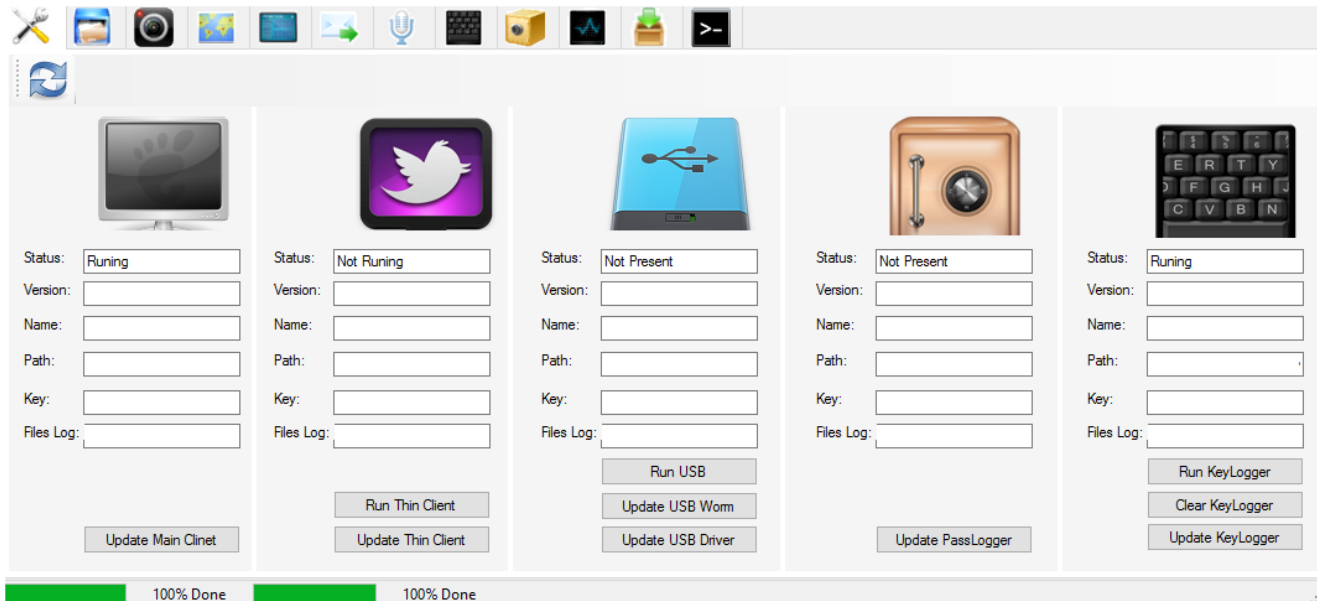 >-
$ % ^
4 5 6
E R T Y
D F G H J
C V B N
Status: Runing Status: Not Runing Status: Not Present Status: Not Present Status: Runing
Version: Version: Version: Version: Version:
Name: Name: Name: Name: Name:
Path: Path: Path: Path: Path:
Key: Key: Key: Key: Key:
Files Log: Files Log: Files Log: Files Log: Files Log:
Run USB Run KeyLogger
Run Thin Client Update USB Worm Clear KeyLogger
Update Main Clinet Update Thin Client Update USB Driver Update PassLogger Update KeyLogger
100% Done 100% Done